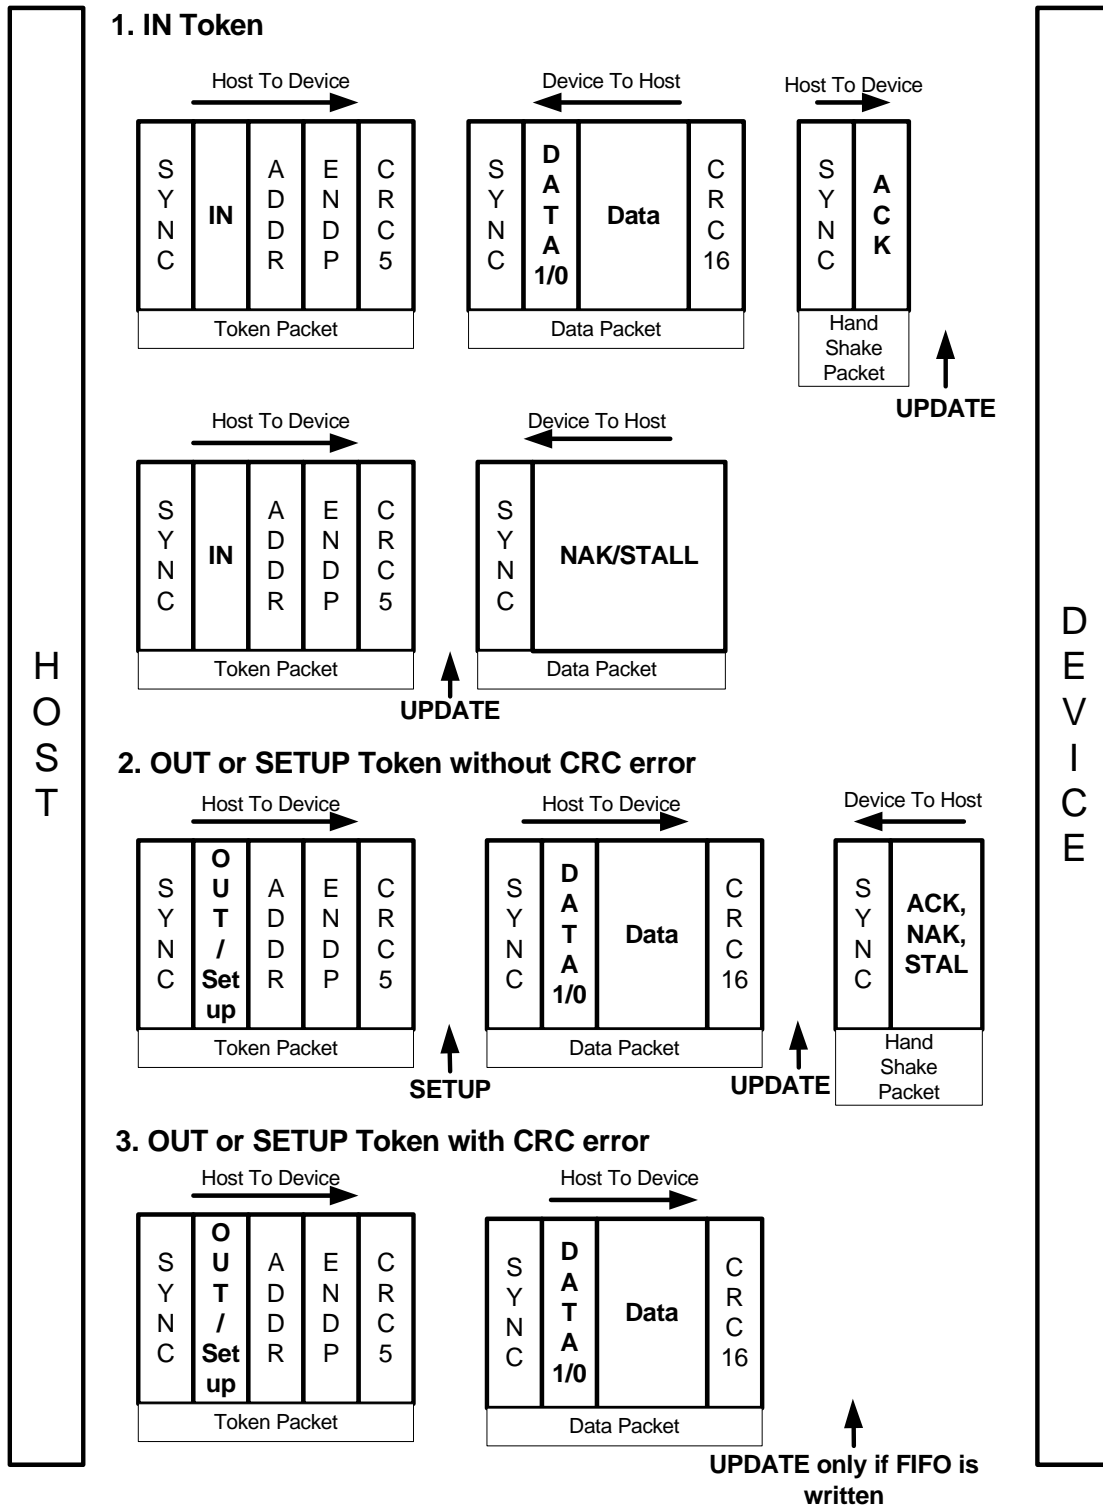 HOST
DEVICE
1. IN Token
Host To Device
Device To Host
Host To Device
SYNC
IN
ADDR
ENDP
CRC5
SYNC
DATA1/0
Data
CRC16
SYNC
ACK
Token Packet
Data Packet
Hand
Shake
Packet
UPDATE
Host To Device
Device To Host
SYNC
IN
ADDR
ENDP
CRC5
SYNC
NAK/STALL
Token Packet
Data Packet
UPDATE
2. OUT or SETUP Token without CRC error
Host To Device
Host To Device
Device To Host
SYNC
OUT/Setup
ADDR
ENDP
CRC5
SYNC
DATA1/0
Data
CRC16
SYNC
ACK,
NAK,
STAL
Token Packet
Data Packet
Hand
Shake
Packet
SETUP
UPDATE
3. OUT or SETUP Token with CRC error
Host To Device
Host To Device
SYNC
OUT/Setup
ADDR
ENDP
CRC5
SYNC
DATA1/0
Data
CRC16
Token Packet
Data Packet
UPDATE only if FIFO is
written